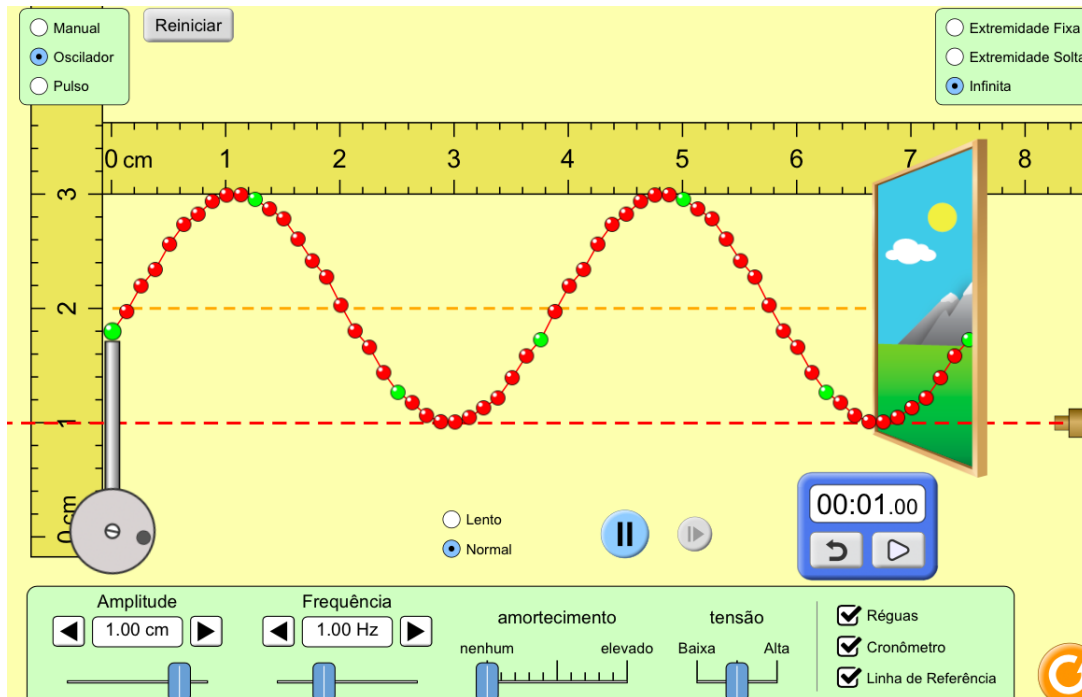 Manual
Oscilador
Pulso
Reiniciar
Extremidade Fixa
Extremidade Solta
Infinita
0 cm 1 2 3 4 5 6 7 8
3
2
1
0 cm
Lento
Normal
00:01.00
Amplitude
1.00 cm
Frequência
1.00 Hz
amortecimento
nenhum elevado
tensão
Baixa Alta
Réguas
Cronômetro
Linha de Referência